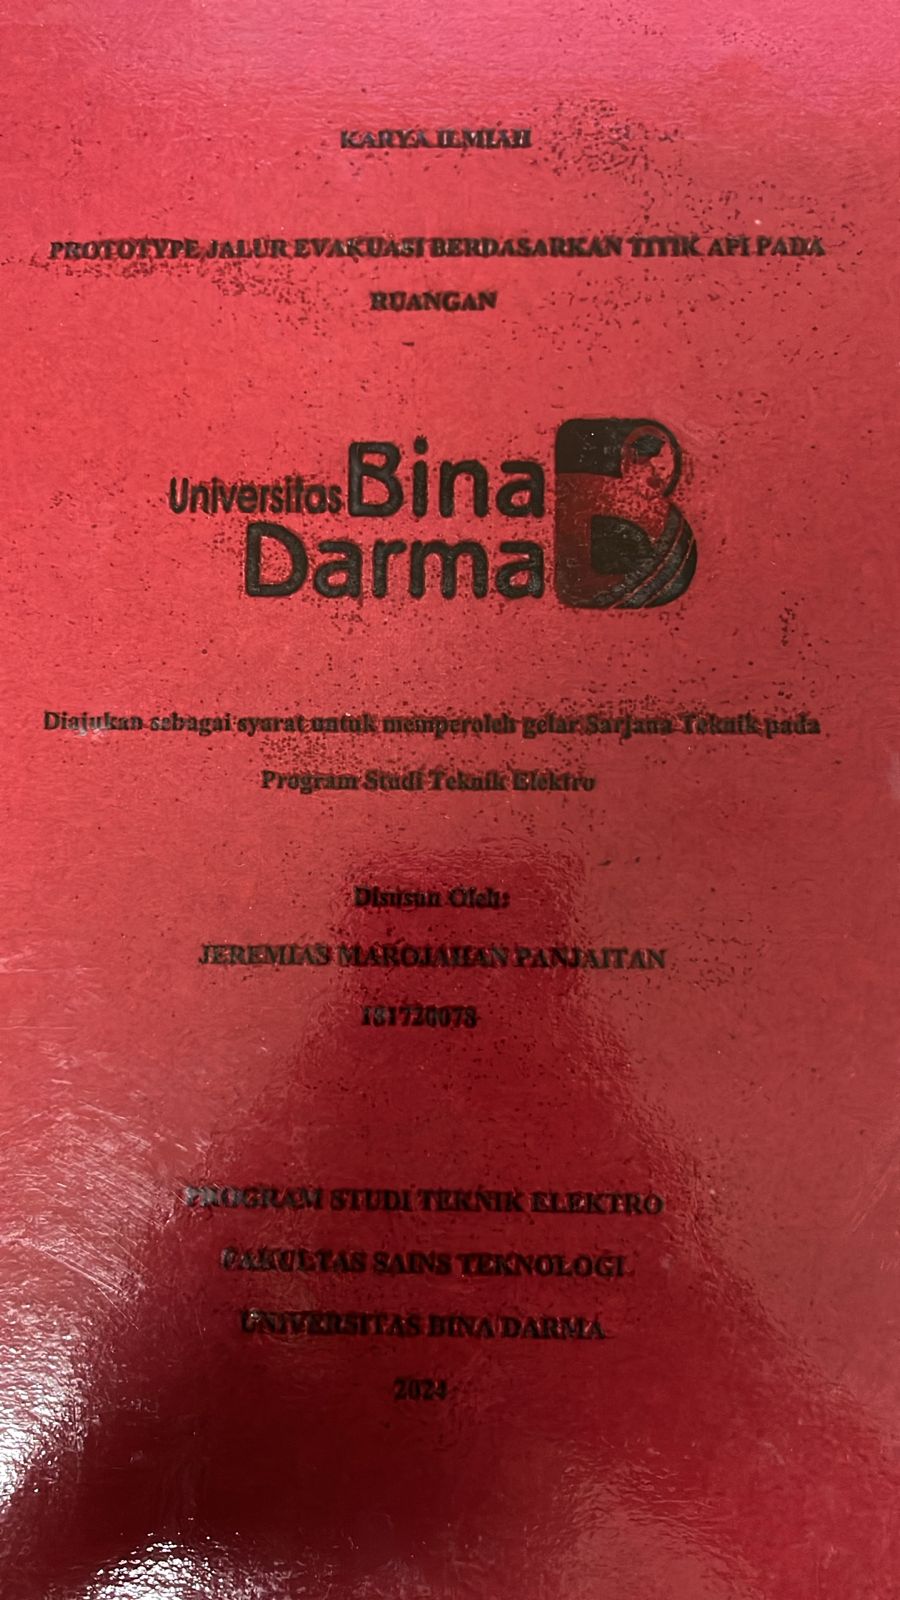 KARYA ILMIAH
PROTOTYPE JALUR EVAKUASI BERDASARKAN TITIK API PADA
RUANGAN
Universitas Bina
Darma
Diajukan sebagai syarat untuk memperoleh gelar Sarjana Teknik pada
Program Studi Teknik Elektro
Disusun Oleh:
JEREMIAS MAROJAHAN PANJAITAN
181720078
PROGRAM STUDI TEKNIK ELEKTRO
FAKULTAS SAINS TEKNOLOGI
UNIVERSITAS BINA DARMA
2024